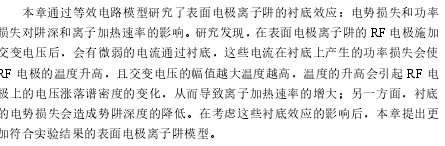 本章通过等效电路模型研究了表面电极离子阱的衬底效应：电势损失和功率
损失对阱深和离子加热速率的影响。研究发现，在表面电极离子阱的 RF 电极施加
交变电压后，会有微弱的电流通过衬底，这些电流在衬底上产生的功率损失会使
RF 电极的温度升高，且交变电压的幅值越大温度越高，温度的升高会引起 RF 电
极上的电压涨落谱密度的变化，从而导致离子加热速率的增大；另一方面，衬底
的电势损失会造成势阱深度的降低。在考虑这些衬底效应的影响后，本章提出更
加符合实验结果的表面电极离子阱模型。